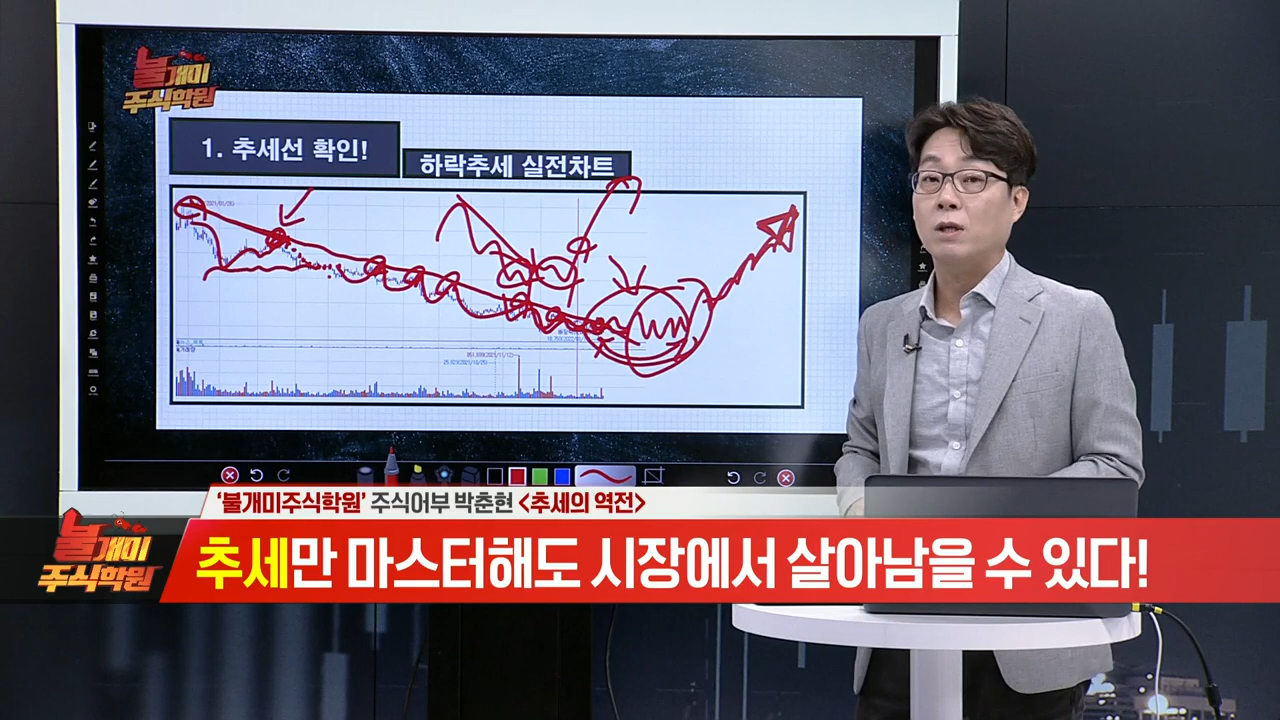 불개미
주식학원
1. 추세선 확인!
하락추세 실전차트
'불개미주식학원' 주식어부 박춘현 <추세의 역전>
불개미
주식학원
추세만 마스터해도 시장에서 살아남을 수 있다!